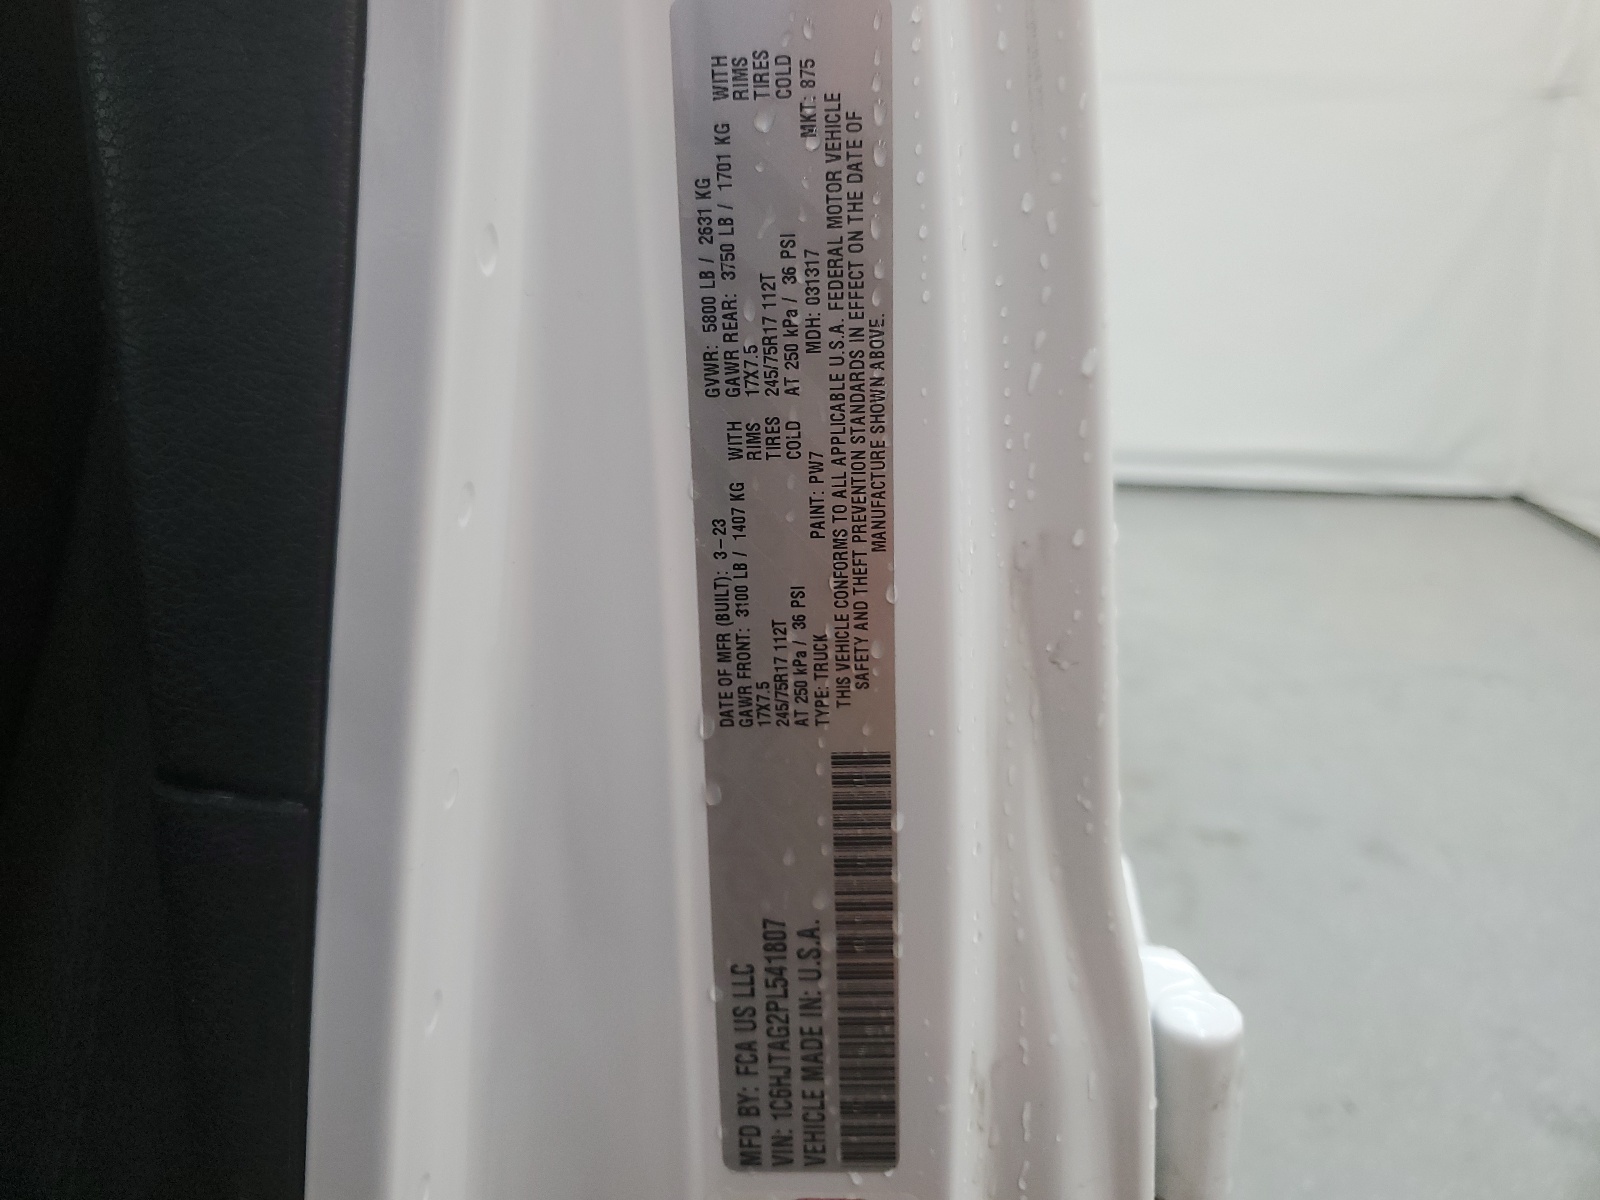 MFD BY: FCA US LLC
VIN: 1C6HJTAG2PL541807
VEHICLE MADE IN: U.S.A.
DATE OF MFR (BUILT): 3-23
GAWR FRONT: 3100 LB / 1407 KG WITH
17X7.5 RIMS
245/75R17 112T TIRES
AT 250 kPa / 36 PSI COLD
GVWR: 5800 LB / 2631 KG
GAWR REAR: 3750 LB / 1701 KG WITH
17X7.5 RIMS
245/75R17 112T TIRES
AT 250 kPa / 36 PSI COLD
TYPE: TRUCK PAINT: PW7 MDH: 031317 MKT: 875
THIS VEHICLE CONFORMS TO ALL APPLICABLE U.S.A. FEDERAL MOTOR VEHICLE
SAFETY AND THEFT PREVENTION STANDARDS IN EFFECT ON THE DATE OF
MANUFACTURE SHOWN ABOVE.